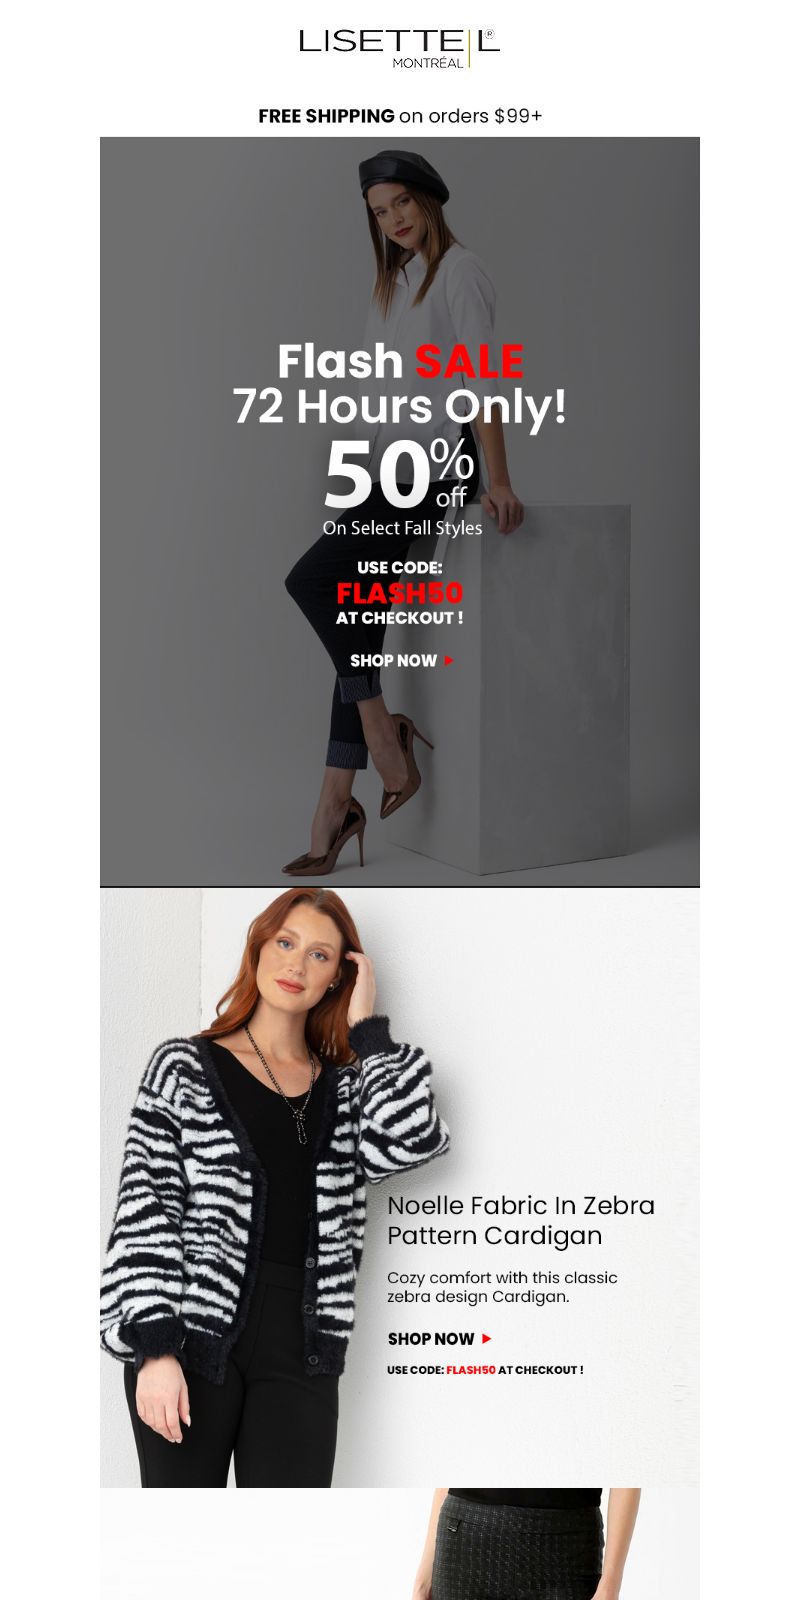 LISETTE L®
MONTRÉAL
FREE SHIPPING on orders $99+
Flash SALE
72 Hours Only!
50% off
On Select Fall Styles
USE CODE:
FLASH50
AT CHECKOUT !
SHOP NOW
Noelle Fabric In Zebra
Pattern Cardigan
Cozy comfort with this classic
zebra design Cardigan.
SHOP NOW
USE CODE: FLASH50 AT CHECKOUT !